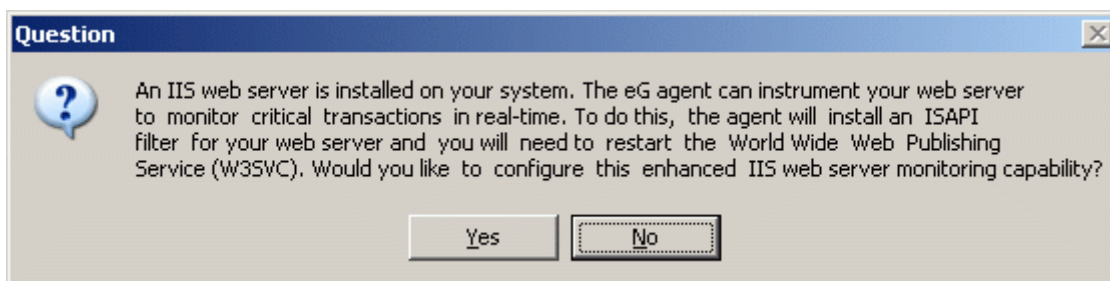 Question
An IIS web server is installed on your system. The eG agent can instrument your web server
to monitor critical transactions in real-time. To do this, the agent will install an ISAPI
filter for your web server and you will need to restart the World Wide Web Publishing
Service (W3SVC). Would you like to configure this enhanced IIS web server monitoring capability?
Yes No